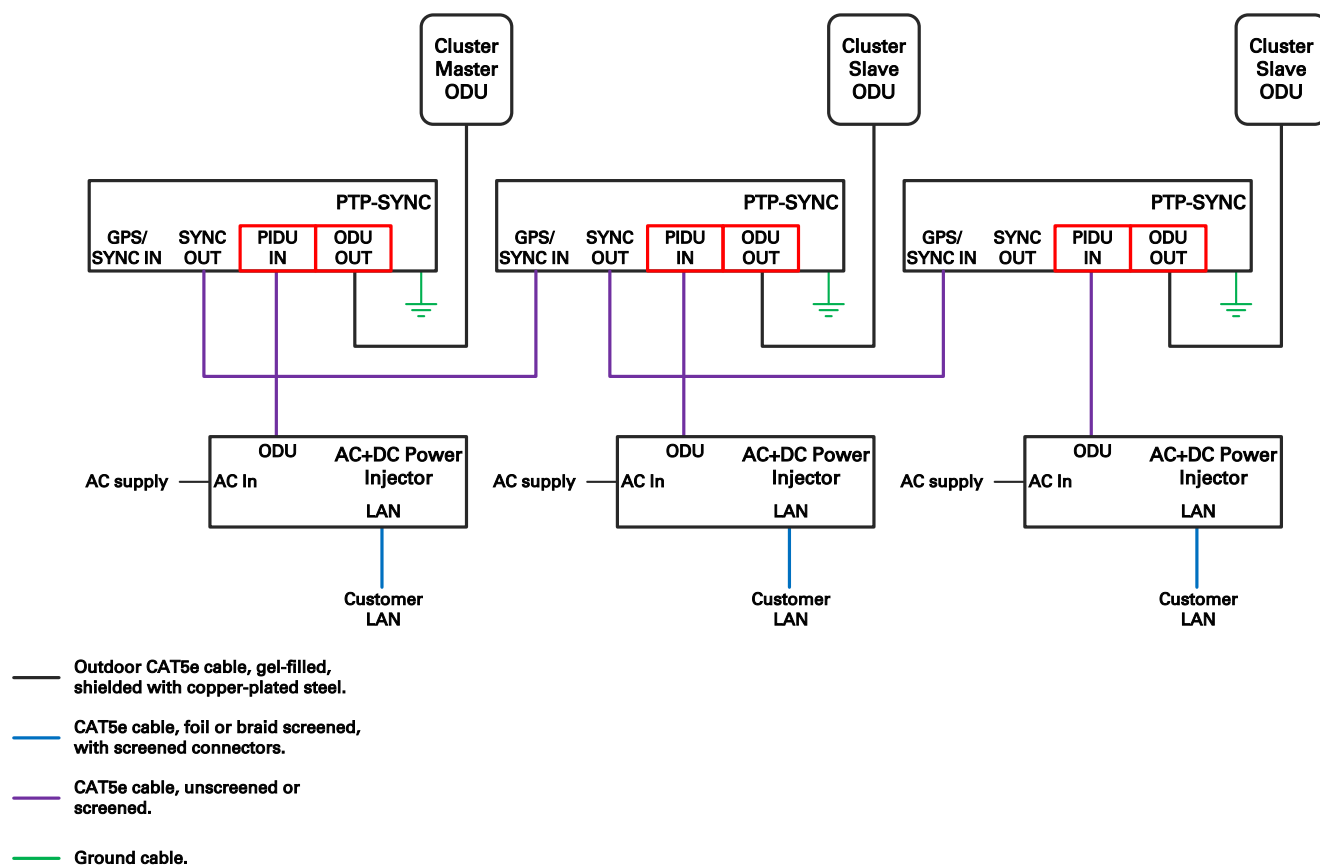 Cluster
Master
ODU
Cluster
Slave
ODU
Cluster
Slave
ODU
PTP-SYNC
GPS/
SYNC IN
SYNC
OUT
PIDU
IN
ODU
OUT
PTP-SYNC
GPS/
SYNC IN
SYNC
OUT
PIDU
IN
ODU
OUT
PTP-SYNC
GPS/
SYNC IN
SYNC
OUT
PIDU
IN
ODU
OUT
ODU
AC+DC Power
Injector
AC supply
AC In
LAN
ODU
AC+DC Power
Injector
AC supply
AC In
LAN
ODU
AC+DC Power
Injector
AC supply
AC In
LAN
Customer
LAN
Customer
LAN
Customer
LAN
Outdoor CAT5e cable, gel-filled,
shielded with copper-plated steel.
CAT5e cable, foil or braid screened,
with screened connectors.
CAT5e cable, unscreened or
screened.
Ground cable.